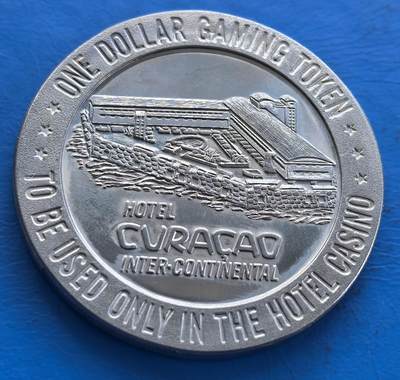 ONE DOLLAR GAMING TOKEN
HOTEL
CURAÇAO
INTER-CONTINENTAL
TO BE USED ONLY IN THE HOTEL CASINO